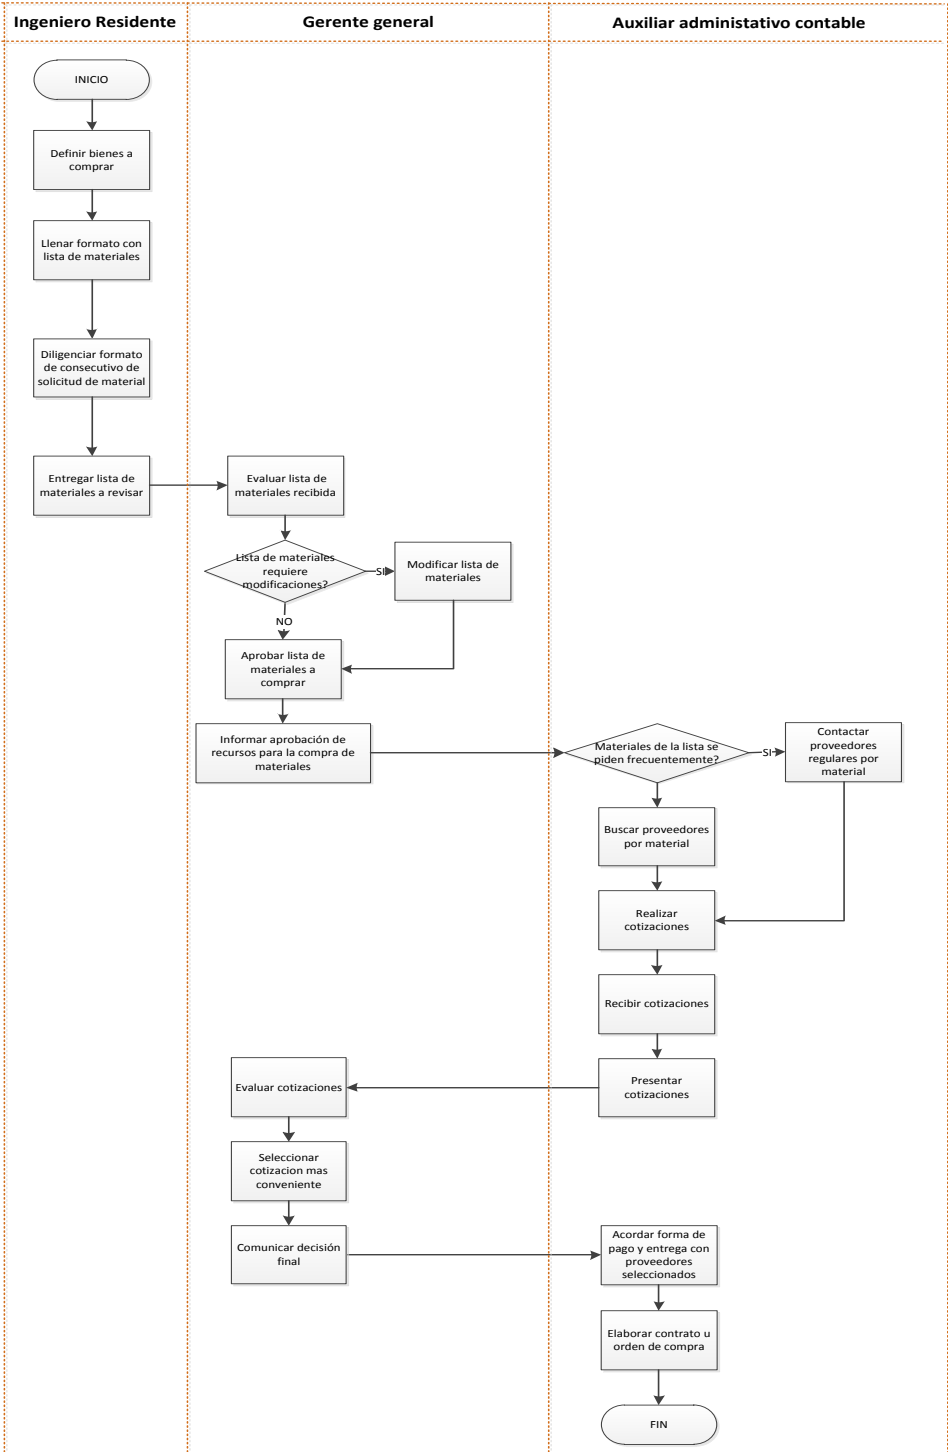 Ingeniero Residente
Gerente general
Auxiliar administativo contable
INICIO
Definir bienes a
comprar
Llenar formato con
lista de materiales
Diligenciar formato
de consecutivo de
solicitud de material
Entregar lista de
materiales a revisar
Evaluar lista de
materiales recibida
Lista de materiales
requiere
modificaciones?
SI
Modificar lista de
materiales
NO
Aprobar lista de
materiales a
comprar
Informar aprobación de
recursos para la compra de
materiales
Materiales de la lista se
piden frecuentemente?
SI
Contactar
proveedores
regulares por
material
Buscar proveedores
por material
Realizar
cotizaciones
Recibir cotizaciones
Presentar
cotizaciones
Evaluar cotizaciones
Seleccionar
cotizacion mas
conveniente
Comunicar decisión
final
Acordar forma de
pago y entrega con
proveedores
seleccionados
Elaborar contrato u
orden de compra
FIN